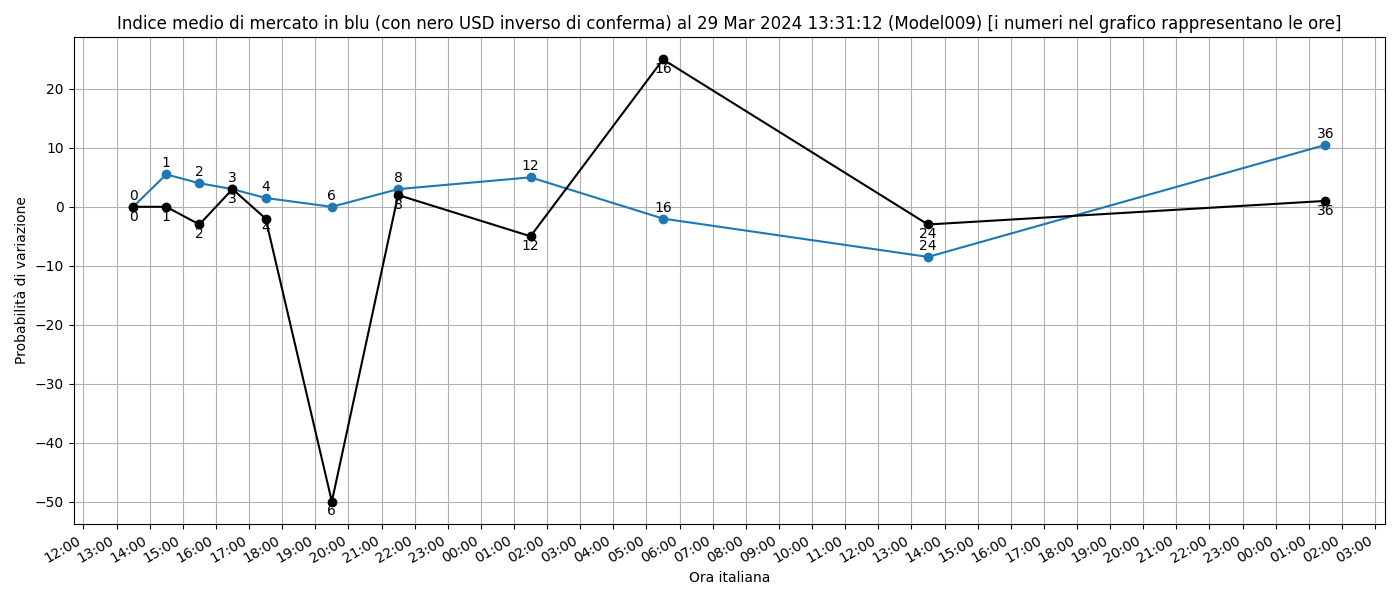 Indice medio di mercato in blu (con nero USD inverso di conferma) al 29 Mar 2024 13:31:12 (Model009) [i numeri nel grafico rappresentano le ore]
Probabilità di variazione
20
10
0
−10
−20
−30
−40
−50
0 1 2 3 4 6 8 12 16 24 36
0 1 2 3 4 6 8 12 16 24 36
12:00 13:00 14:00 15:00 16:00 17:00 18:00 19:00 20:00 21:00 22:00 23:00 00:00 01:00 02:00 03:00 04:00 05:00 06:00 07:00 08:00 09:00 10:00 11:00 12:00 13:00 14:00 15:00 16:00 17:00 18:00 19:00 20:00 21:00 22:00 23:00 00:00 01:00 02:00 03:00
Ora italiana